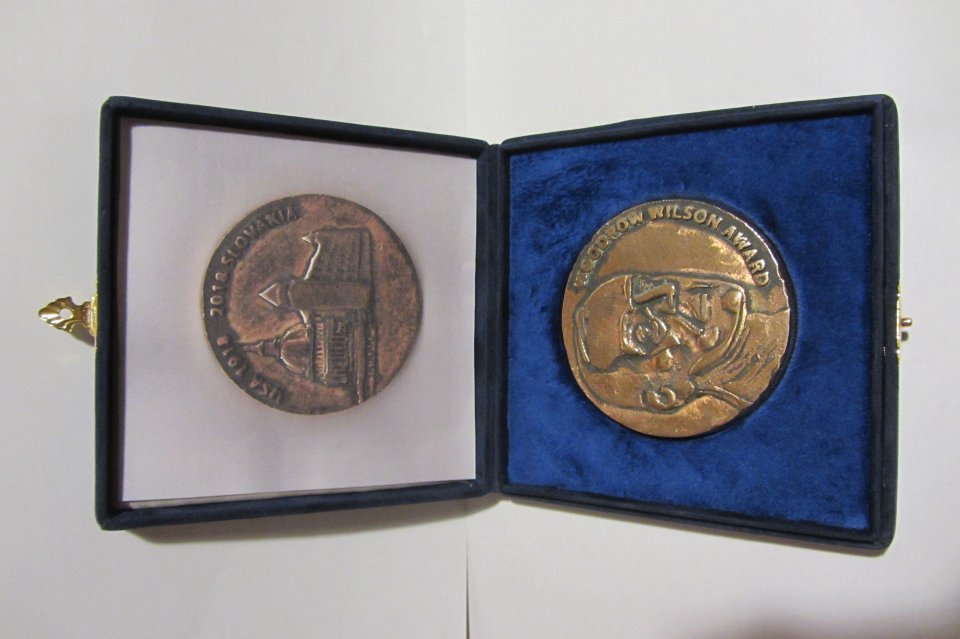 USA 1918 2018 SLOVAKIA
WOODROW WILSON AWARD